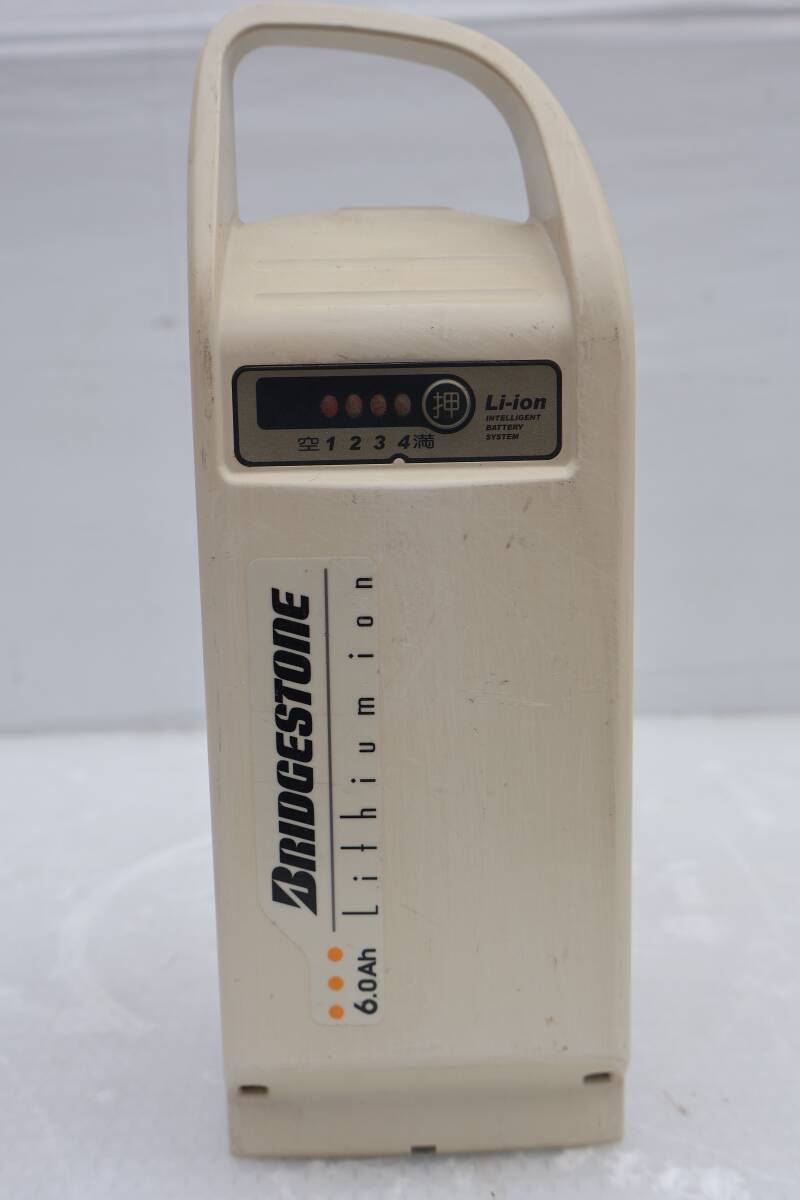 押
Li-ion
INTELLIGENT
BATTERY
SYSTEM
空 1 2 3 4 満
BRIDGESTONE
6.0Ah Lithium ion